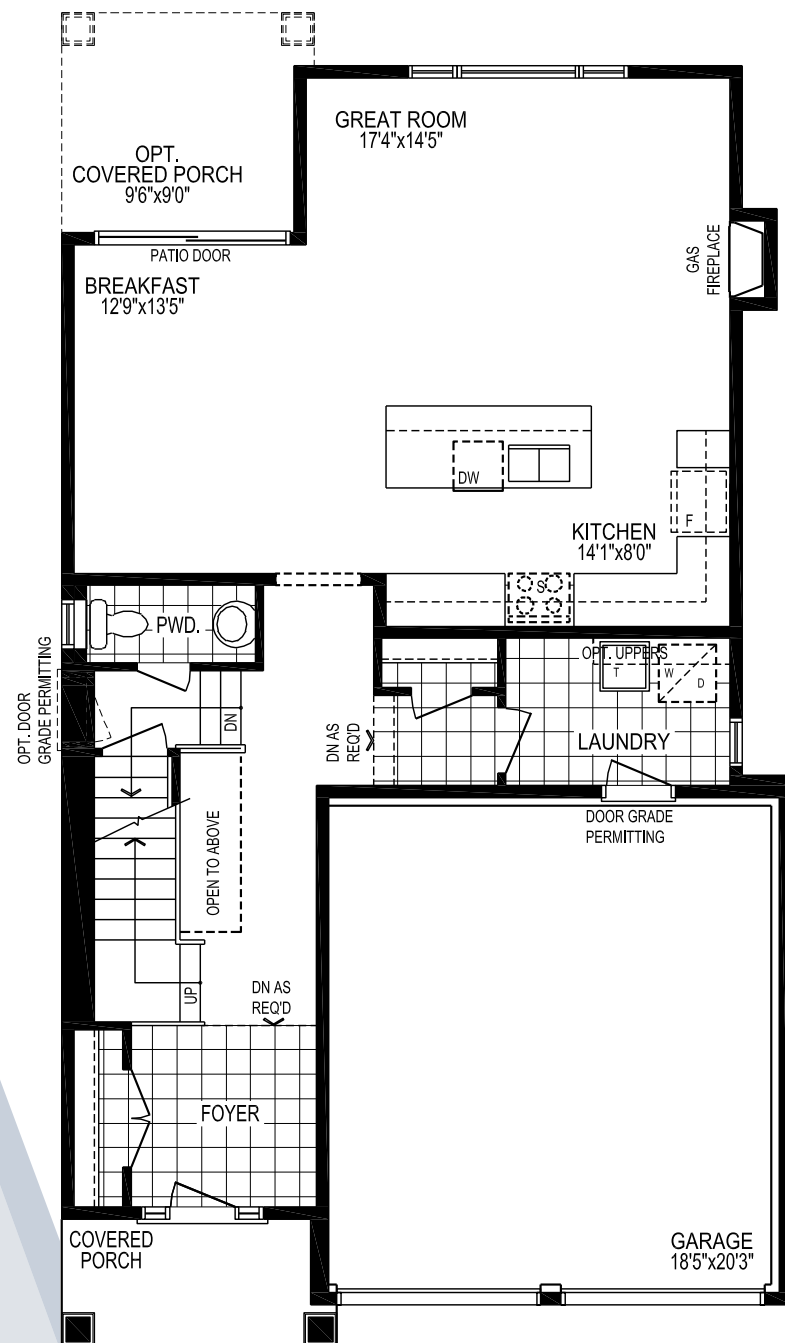 GREAT ROOM
17'4"x14'5"
OPT.
COVERED PORCH
9'6"x9'0"
PATIO DOOR
GAS
FIREPLACE
BREAKFAST
12'9"x13'5"
DW
F
KITCHEN
14'1"x8'0"
S
PWD.
OPT. UPPERS
T
W
D
OPT. DOOR
GRADE PERMITTING
DN
DN AS
REQ'D
LAUNDRY
DOOR GRADE
PERMITTING
OPEN TO ABOVE
UP
DN AS
REQ'D
FOYER
COVERED
PORCH
GARAGE
18'5"x20'3"